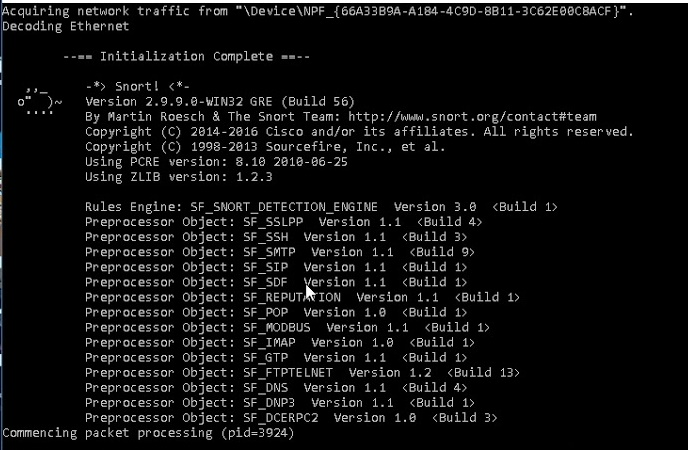 Acquiring network traffic from "\Device\NPF_{66A33B9A-A184-4C9D-8B11-3C62E00C8ACF}".
Decoding Ethernet
--== Initialization Complete ==--
,,_ -*> Snort! <*-
o" )~ Version 2.9.9.0-WIN32 GRE (Build 56)
'''' By Martin Roesch & The Snort Team: http://www.snort.org/contact#team
Copyright (C) 2014-2016 Cisco and/or its affiliates. All rights reserved.
Copyright (C) 1998-2013 Sourcefire, Inc., et al.
Using PCRE version: 8.10 2010-06-25
Using ZLIB version: 1.2.3
Rules Engine: SF_SNORT_DETECTION_ENGINE Version 3.0 <Build 1>
Preprocessor Object: SF_SSLPP Version 1.1 <Build 4>
Preprocessor Object: SF_SSH Version 1.1 <Build 3>
Preprocessor Object: SF_SMTP Version 1.1 <Build 9>
Preprocessor Object: SF_SIP Version 1.1 <Build 1>
Preprocessor Object: SF_SDF Version 1.1 <Build 1>
Preprocessor Object: SF_REPUTATION Version 1.1 <Build 1>
Preprocessor Object: SF_POP Version 1.0 <Build 1>
Preprocessor Object: SF_MODBUS Version 1.1 <Build 1>
Preprocessor Object: SF_IMAP Version 1.0 <Build 1>
Preprocessor Object: SF_GTP Version 1.1 <Build 1>
Preprocessor Object: SF_FTPTELNET Version 1.2 <Build 13>
Preprocessor Object: SF_DNS Version 1.1 <Build 4>
Preprocessor Object: SF_DNP3 Version 1.1 <Build 1>
Preprocessor Object: SF_DCERPC2 Version 1.0 <Build 3>
Commencing packet processing (pid=3924)